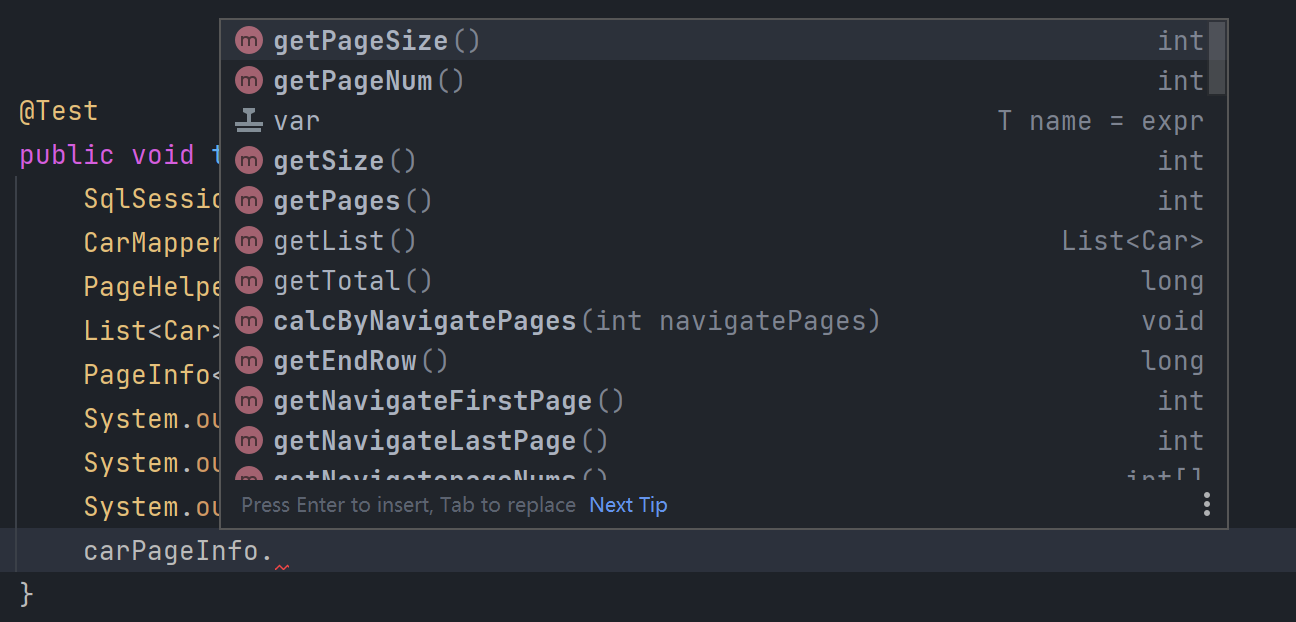 getPageSize() int
getPageNum() int
var T name = expr
getSize() int
getPages() int
getList() List<Car>
getTotal() long
calcByNavigatePages(int navigatePages) void
getEndRow() long
getNavigateFirstPage() int
getNavigateLastPage() int
getNavigatepageNums() int[]
Press Enter to insert, Tab to replace Next Tip
@Test
public void t
SqlSessio
CarMapper
PageHelpe
List<Car>
PageInfo<
System.ou
System.ou
System.ou
carPageInfo.
}